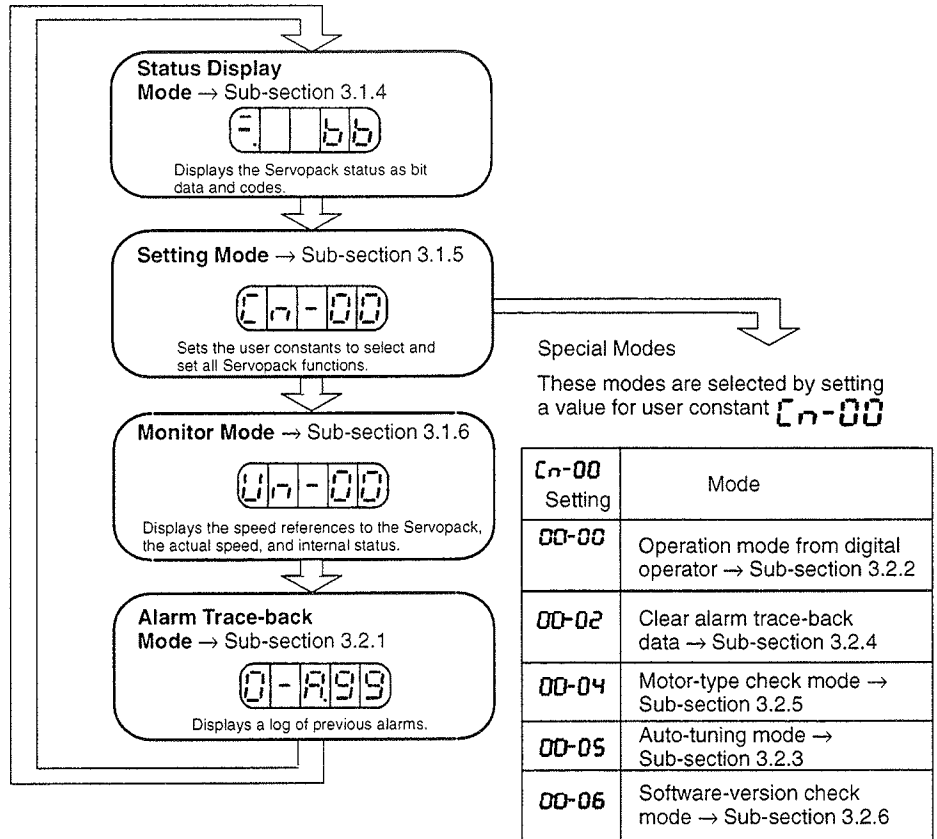 Status Display
Mode → Sub-section 3.1.4
bb
Displays the Servopack status as bit
data and codes.
Setting Mode → Sub-section 3.1.5
Cn-00
Sets the user constants to select and
set all Servopack functions.
Monitor Mode → Sub-section 3.1.6
Un-00
Displays the speed references to the Servopack,
the actual speed, and internal status.
Alarm Trace-back
Mode → Sub-section 3.2.1
0-A.99
Displays a log of previous alarms.
Special Modes
These modes are selected by setting
a value for user constant Cn-00
Cn-00
Setting
Mode
00-00
Operation mode from digital
operator → Sub-section 3.2.2
00-02
Clear alarm trace-back
data → Sub-section 3.2.4
00-04
Motor-type check mode →
Sub-section 3.2.5
00-05
Auto-tuning mode →
Sub-section 3.2.3
00-06
Software-version check
mode → Sub-section 3.2.6